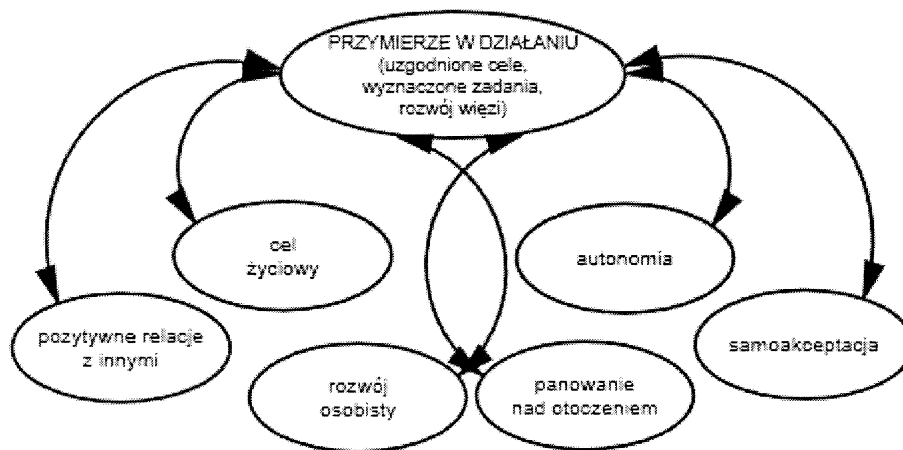 PRZYMIERZE W DZIAŁANIU
(uzgodnione cele,
wyznaczone zadania,
rozwój więzi)
cel
życiowy
autonomia
pozytywne relacje
z innymi
samoakceptacja
rozwój
osobisty
panowanie
nad otoczeniem